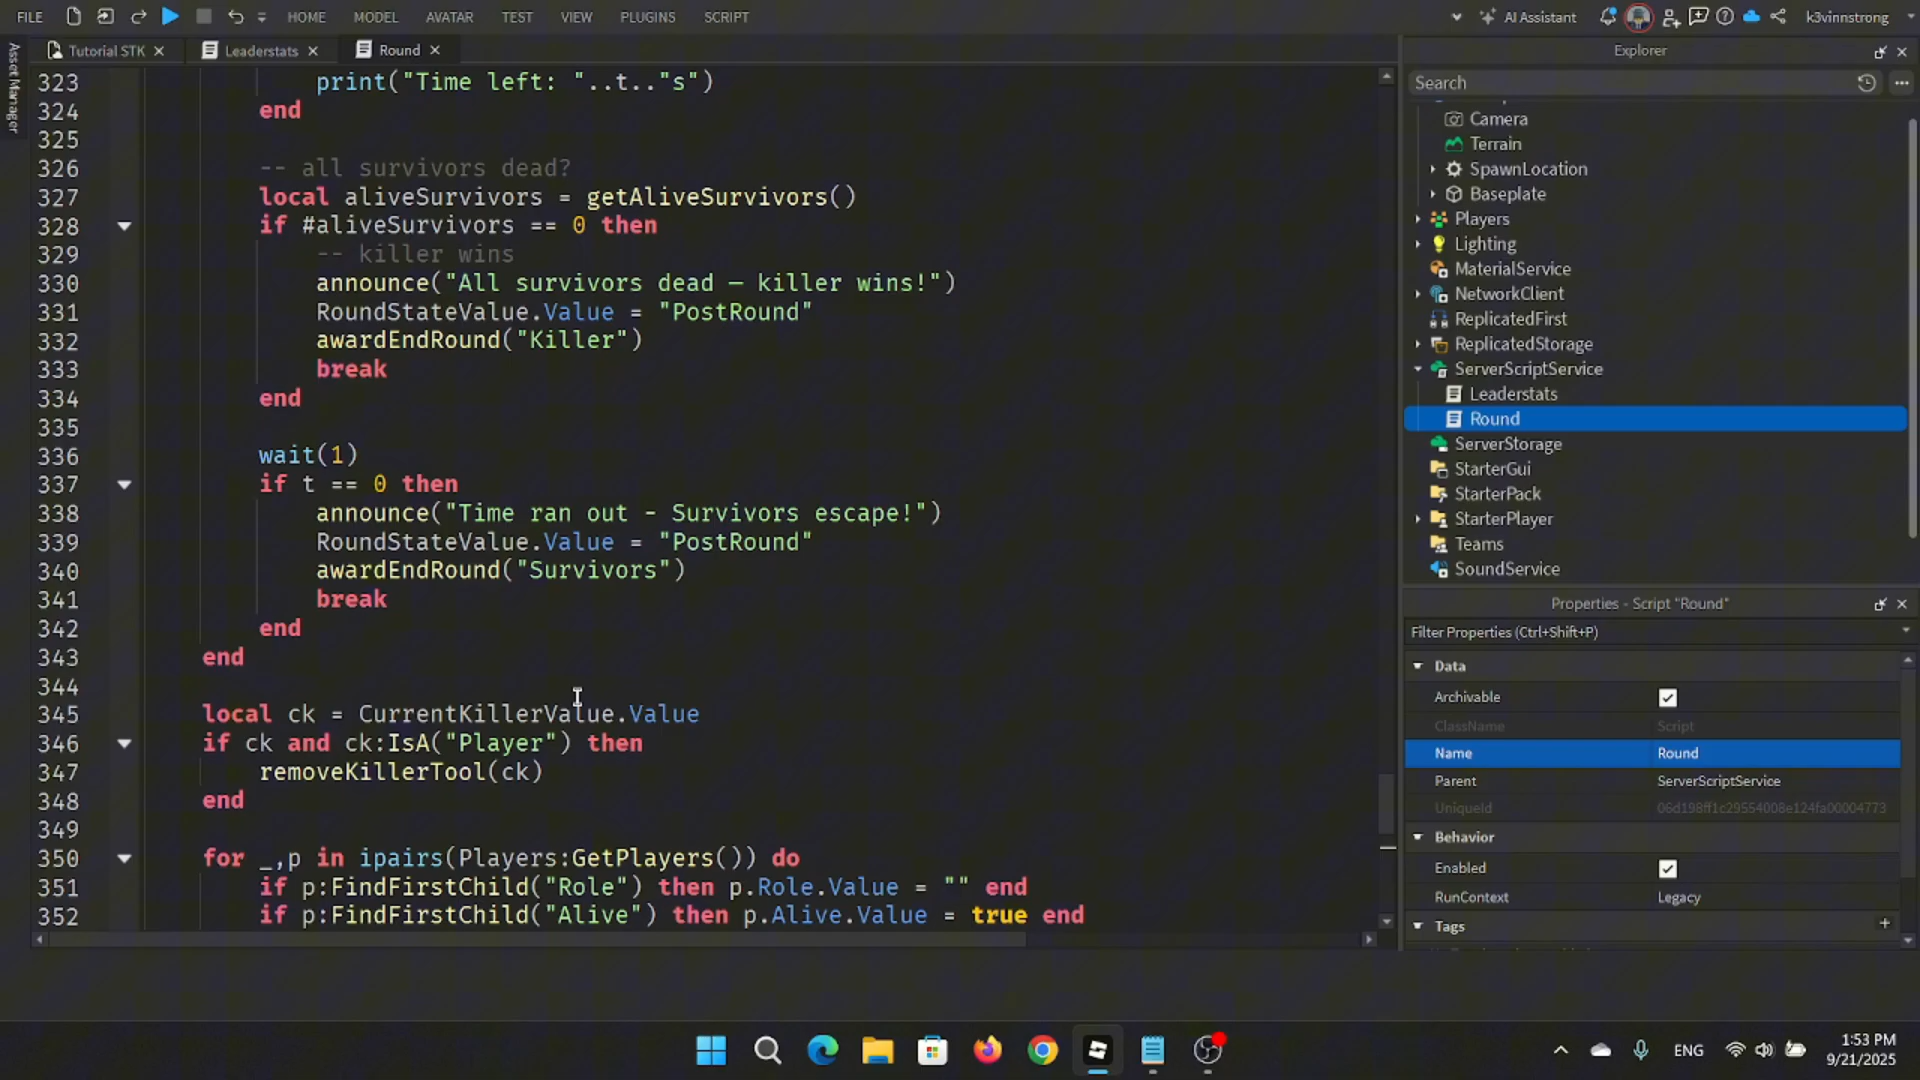 FILE HOME MODEL AVATAR TEST VIEW PLUGINS SCRIPT AI Assistant k3vinnstrong
Asset Manager
Tutorial STK Leaderstats Round
323 print("Time left: "..t.."s")
324 end
325
326 -- all survivors dead?
327 local aliveSurvivors = getAliveSurvivors()
328 if #aliveSurvivors == 0 then
329 -- killer wins
330 announce("All survivors dead — killer wins!")
331 RoundStateValue.Value = "PostRound"
332 awardEndRound("Killer")
333 break
334 end
335
336 wait(1)
337 if t == 0 then
338 announce("Time ran out - Survivors escape!")
339 RoundStateValue.Value = "PostRound"
340 awardEndRound("Survivors")
341 break
342 end
343 end
344
345 local ck = CurrentKillerValue.Value
346 if ck and ck:IsA("Player") then
347 removeKillerTool(ck)
348 end
349
350 for _,p in ipairs(Players:GetPlayers()) do
351 if p:FindFirstChild("Role") then p.Role.Value = "" end
352 if p:FindFirstChild("Alive") then p.Alive.Value = true end
Explorer
Search
Camera
Terrain
SpawnLocation
Baseplate
Players
Lighting
MaterialService
NetworkClient
ReplicatedFirst
ReplicatedStorage
ServerScriptService
Leaderstats
Round
ServerStorage
StarterGui
StarterPack
StarterPlayer
Teams
SoundService
Properties - Script "Round"
Filter Properties (Ctrl+Shift+P)
Data
Archivable
ClassName Script
Name Round
Parent ServerScriptService
UniqueId 06d198ff1c29554008e124fa00004773
Behavior
Enabled
RunContext Legacy
Tags
ENG
1:53 PM
9/21/2025